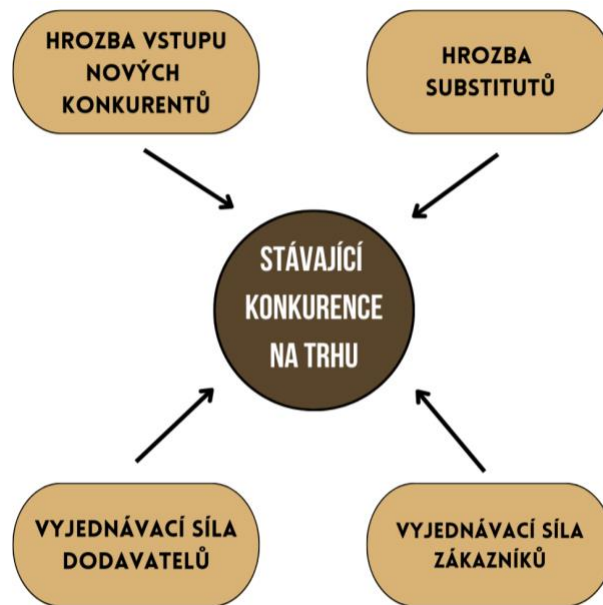 HROZBA VSTUPU
NOVÝCH
KONKURENTŮ
HROZBA
SUBSTITUTŮ
STÁVAJÍCÍ
KONKURENCE
NA TRHU
VYJEDNÁVACÍ SÍLA
DODAVATELŮ
VYJEDNÁVACÍ SÍLA
ZÁKAZNÍKŮ